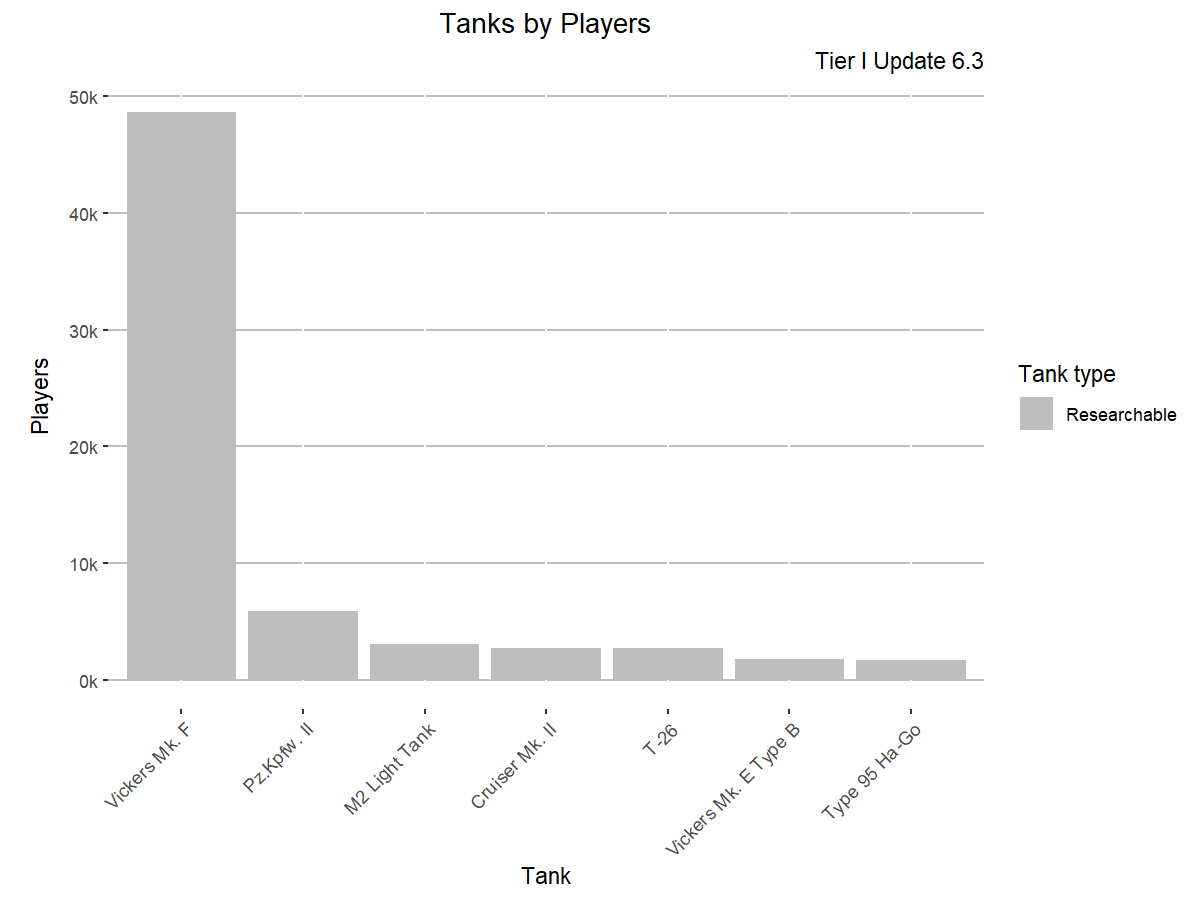 Tanks by Players
Tier I Update 6.3
50k
40k
30k
20k
10k
0k
Players
Vickers Mk. F
Pz.Kpfw. II
M2 Light Tank
Cruiser Mk. II
T-26
Vickers Mk. E Type B
Type 95 Ha-Go
Tank
Tank type
Researchable